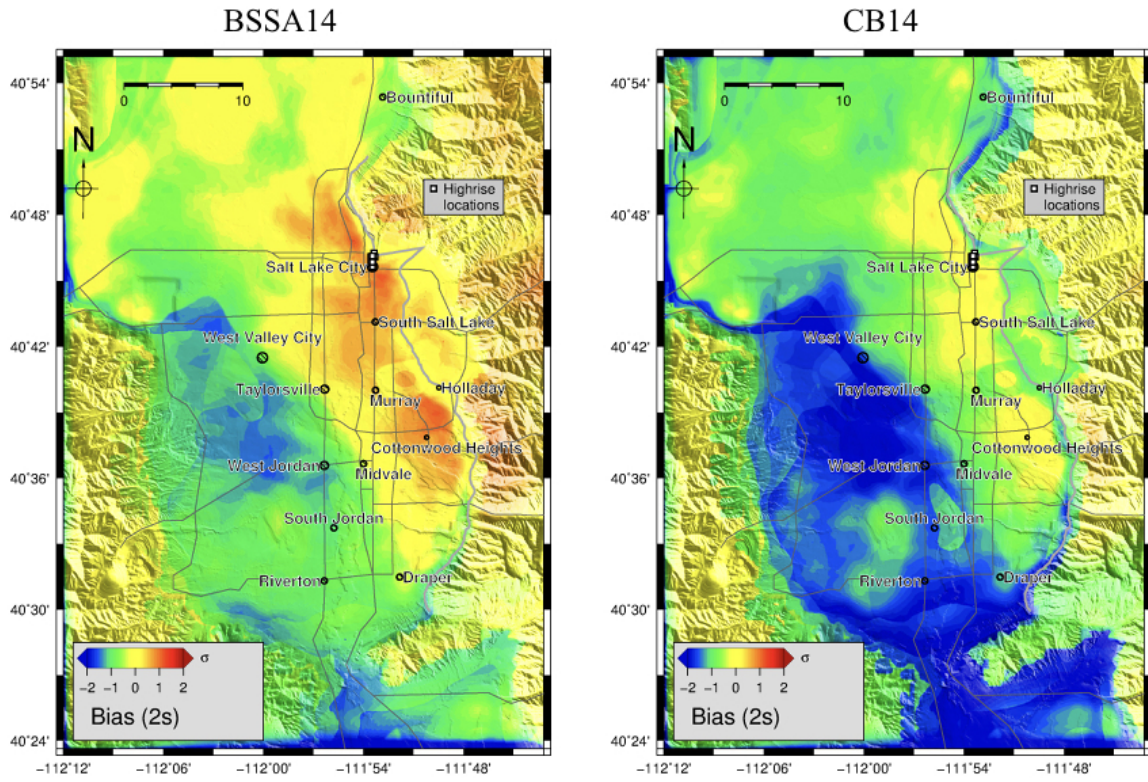 BSSA14
CB14
40°54'
40°48'
40°42'
40°36'
40°30'
40°24'
−112°12'
−112°06'
−112°00'
−111°54'
−111°48'
0
10
N
Bountiful
Highrise
locations
Salt Lake City
South Salt Lake
West Valley City
Taylorsville
Holladay
Murray
Cottonwood Heights
West Jordan
Midvale
South Jordan
Riverton
Draper
−2
−1
0
1
2
σ
Bias (2s)
40°54'
40°48'
40°42'
40°36'
40°30'
40°24'
−112°12'
−112°06'
−112°00'
−111°54'
−111°48'
0
10
N
Bountiful
Highrise
locations
Salt Lake City
South Salt Lake
West Valley City
Taylorsville
Holladay
Murray
Cottonwood Heights
West Jordan
Midvale
South Jordan
Riverton
Draper
−2
−1
0
1
2
σ
Bias (2s)